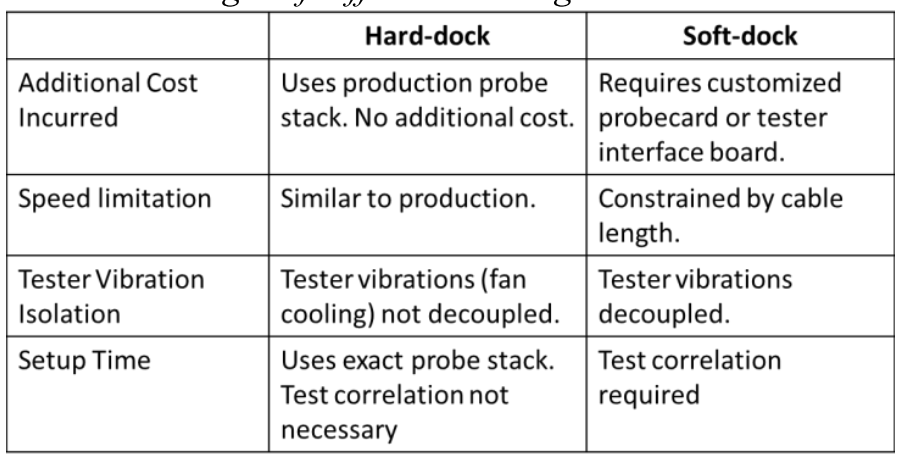 Hard-dock
Soft-dock
Additional Cost
Incurred
Uses production probe
stack. No additional cost.
Requires customized
probecard or tester
interface board.
Speed limitation
Similar to production.
Constrained by cable
length.
Tester Vibration
Isolation
Tester vibrations (fan
cooling) not decoupled.
Tester vibrations
decoupled.
Setup Time
Uses exact probe stack.
Test correlation not
necessary
Test correlation
required